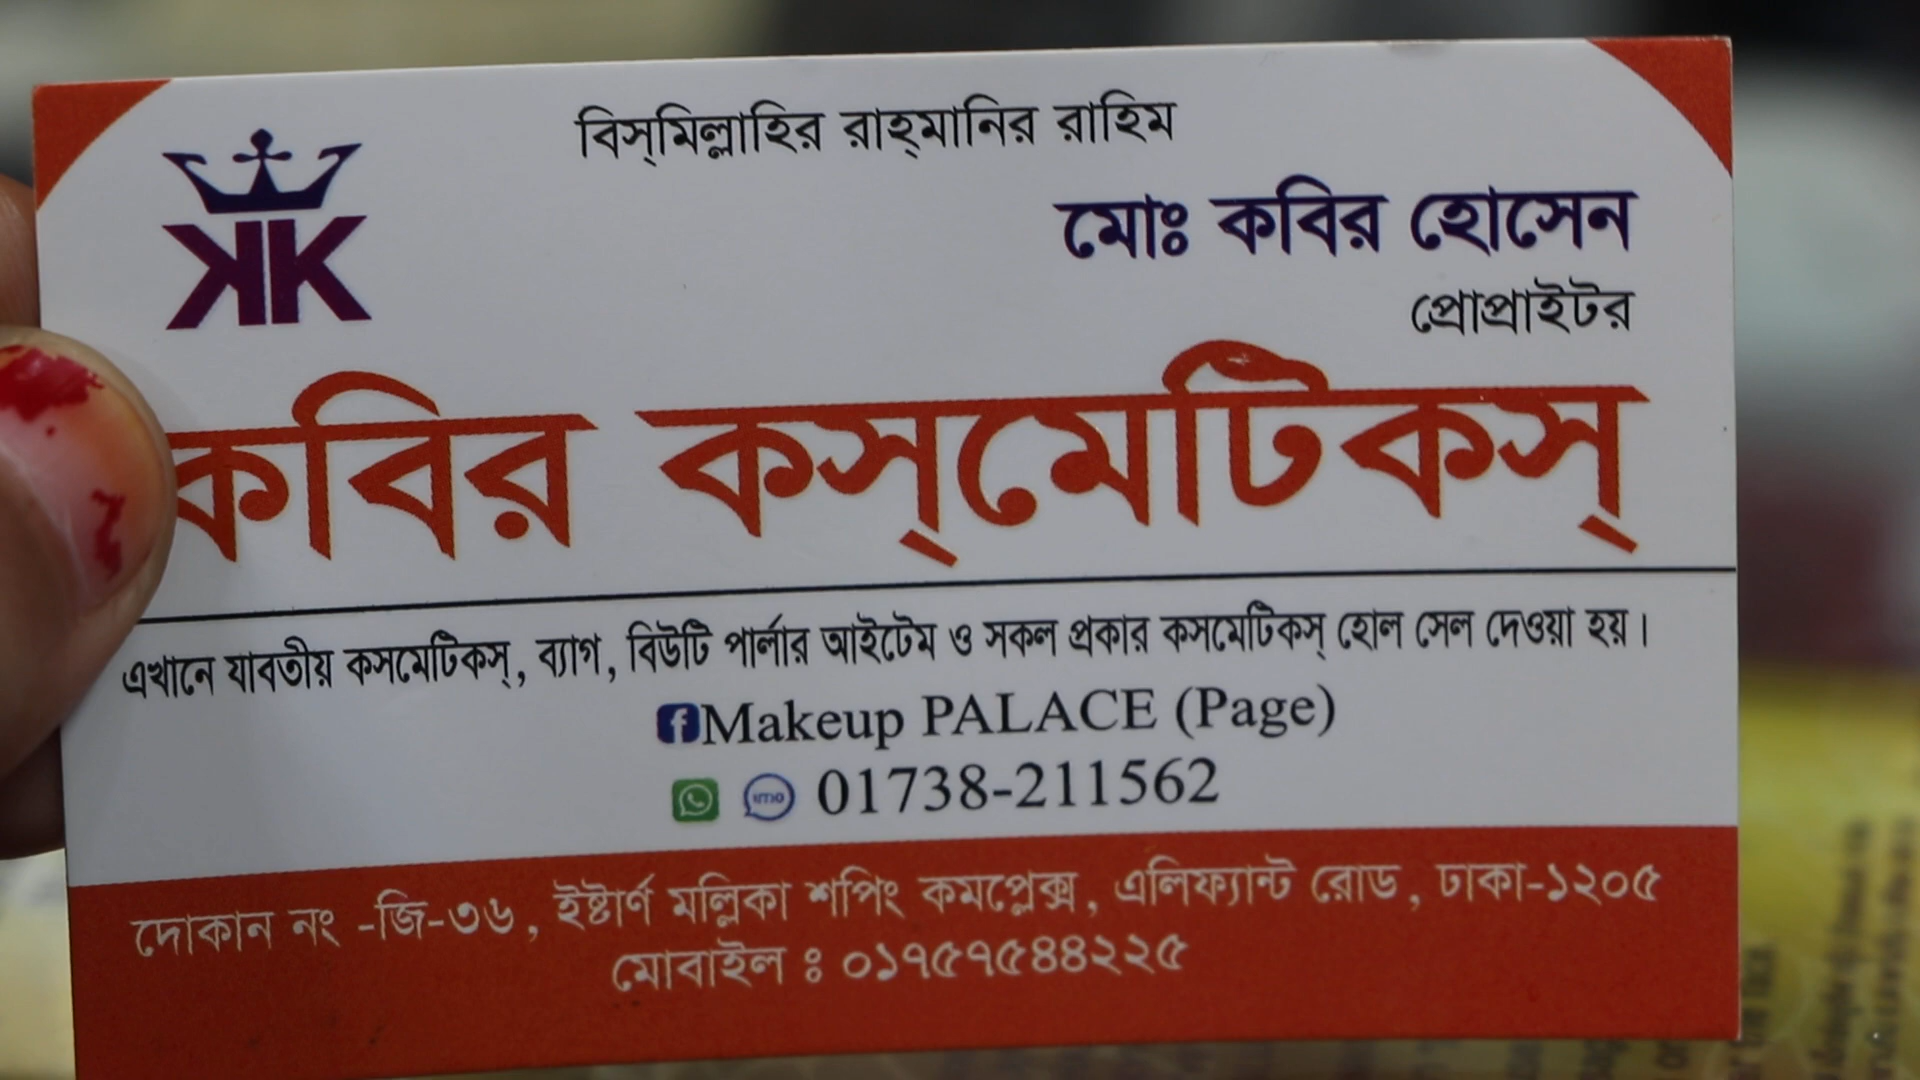 বিস্‌মিল্লাহির রাহ্‌মানির রাহিম
KK
মোঃ কবির হোসেন
প্রোপ্রাইটর
কবির কস্‌মেটিকস্
এখানে যাবতীয় কসমেটিকস্, ব্যাগ, বিউটি পার্লার আইটেম ও সকল প্রকার কসমেটিকস্ হোল সেল দেওয়া হয়।
Makeup PALACE (Page)
imo 01738-211562
দোকান নং -জি-৩৬, ইষ্টার্ণ মল্লিকা শপিং কমপ্লেক্স, এলিফ্যান্ট রোড, ঢাকা-১২০৫
মোবাইল ঃ ০১৭৫৭৫৪৪২২৫